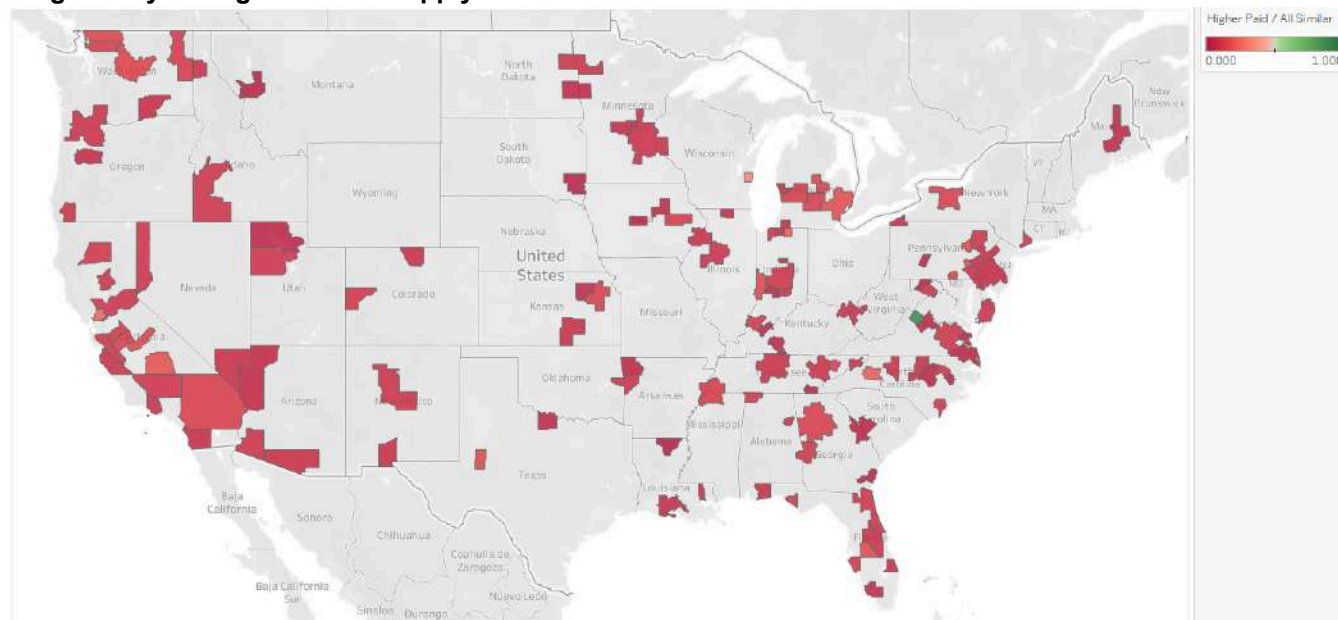 Higher Paid / All Similar
0.000
1.000
North
Dakota
Montana
Minnesota
New
Brunswick
South
Dakota
Wisconsin
Oregon
Idaho
Wyoming
New York
VT
MA
CT
Nebraska
United
States
Nevada
Utah
Colorado
Kansas
Missouri
Illinois
Ohio
Pennsylvania
West
Virginia
Kentucky
Arizona
Oklahoma
Arkansas
Carolina
South
Carolina
Mississippi
Alabama
Georgia
Texas
Louisiana
Baja
California
Sonora
Chihuahua
Coahuila de
Zaragoza
Baja California
Sur
Sinaloa
Durango
Nuevo León